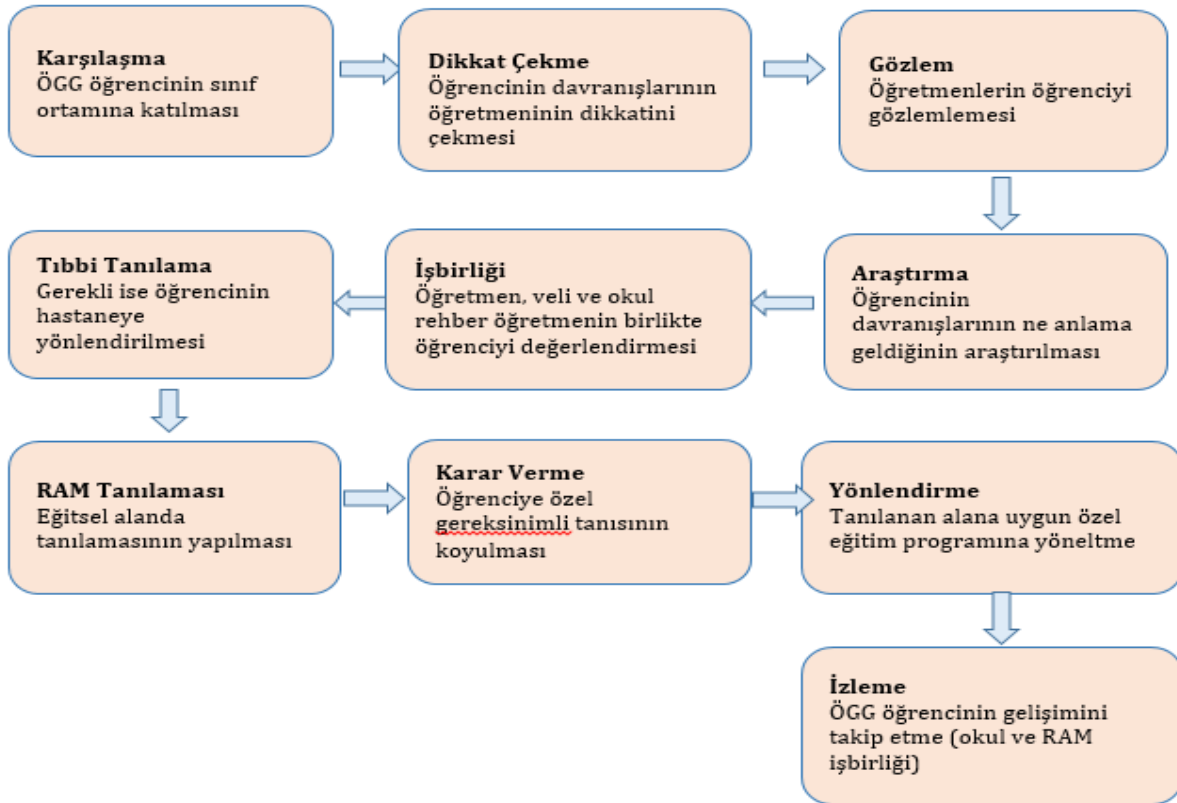 Karşılaşma
ÖGG öğrencinin sınıf
ortamına katılması
Dikkat Çekme
Öğrencinin davranışlarının
öğretmeninin dikkatini
çekmesi
Gözlem
Öğretmenlerin öğrenciyi
gözlemlemesi
Araştırma
Öğrencinin
davranışlarının ne anlama
geldiğinin araştırılması
İşbirliği
Öğretmen, veli ve okul
rehber öğretmenin birlikte
öğrenciyi değerlendirmesi
Tıbbi Tanılama
Gerekli ise öğrencinin
hastaneye
yönlendirilmesi
RAM Tanılaması
Eğitsel alanda
tanılamasının yapılması
Karar Verme
Öğrenciye özel
gereksinimli tanısının
koyulması
Yönlendirme
Tanılanan alana uygun özel
eğitim programına yöneltme
İzleme
ÖGG öğrencinin gelişimini
takip etme (okul ve RAM
işbirliği)